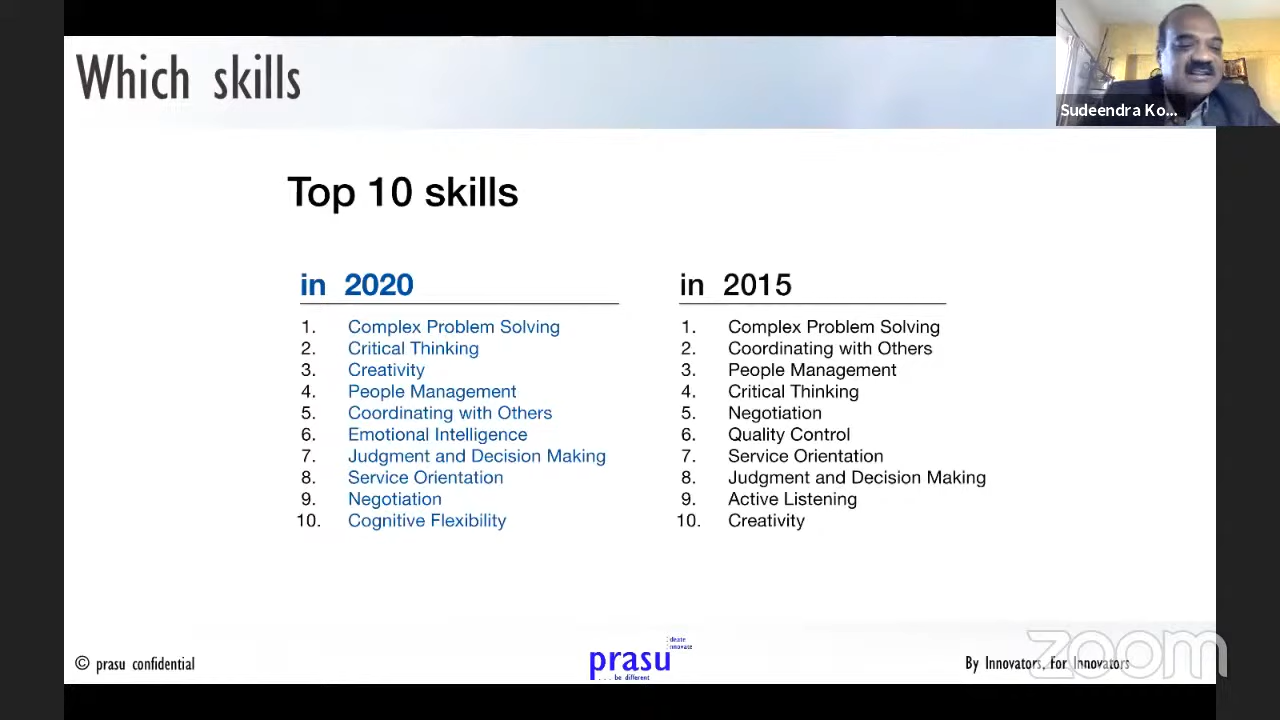 Which skills
Sudeendra Ko...
Top 10 skills
in 2020
1. Complex Problem Solving
2. Critical Thinking
3. Creativity
4. People Management
5. Coordinating with Others
6. Emotional Intelligence
7. Judgment and Decision Making
8. Service Orientation
9. Negotiation
10. Cognitive Flexibility
in 2015
1. Complex Problem Solving
2. Coordinating with Others
3. People Management
4. Critical Thinking
5. Negotiation
6. Quality Control
7. Service Orientation
8. Judgment and Decision Making
9. Active Listening
10. Creativity
© prasu confidential
prasu
...be different
By Innovators, For Innovators
zoom